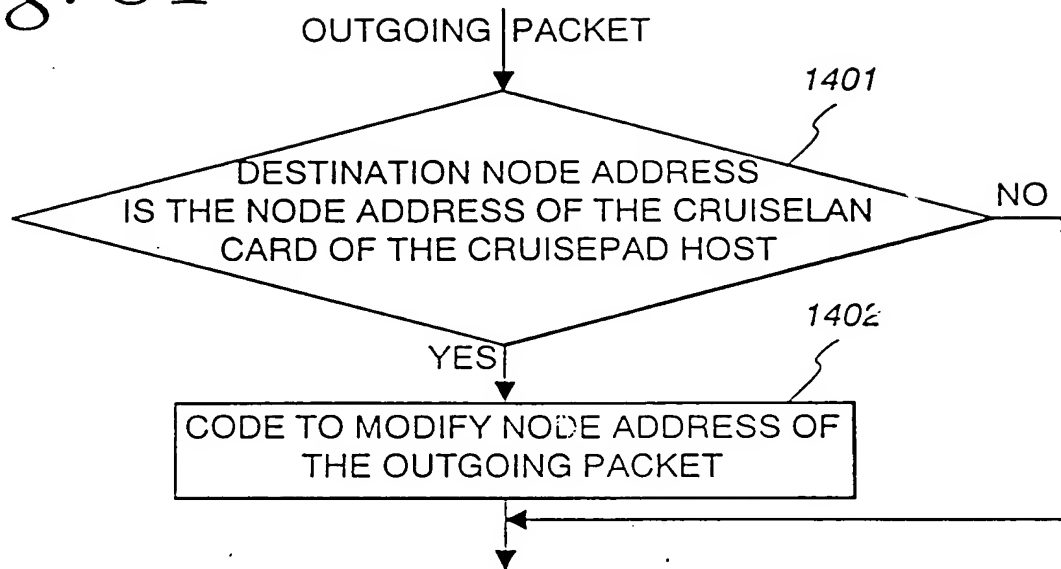 OUTGOING PACKET
1401
DESTINATION NODE ADDRESS
IS THE NODE ADDRESS OF THE CRUISELAN
CARD OF THE CRUISEPAD HOST
NO
YES
1402
CODE TO MODIFY NODE ADDRESS OF
THE OUTGOING PACKET